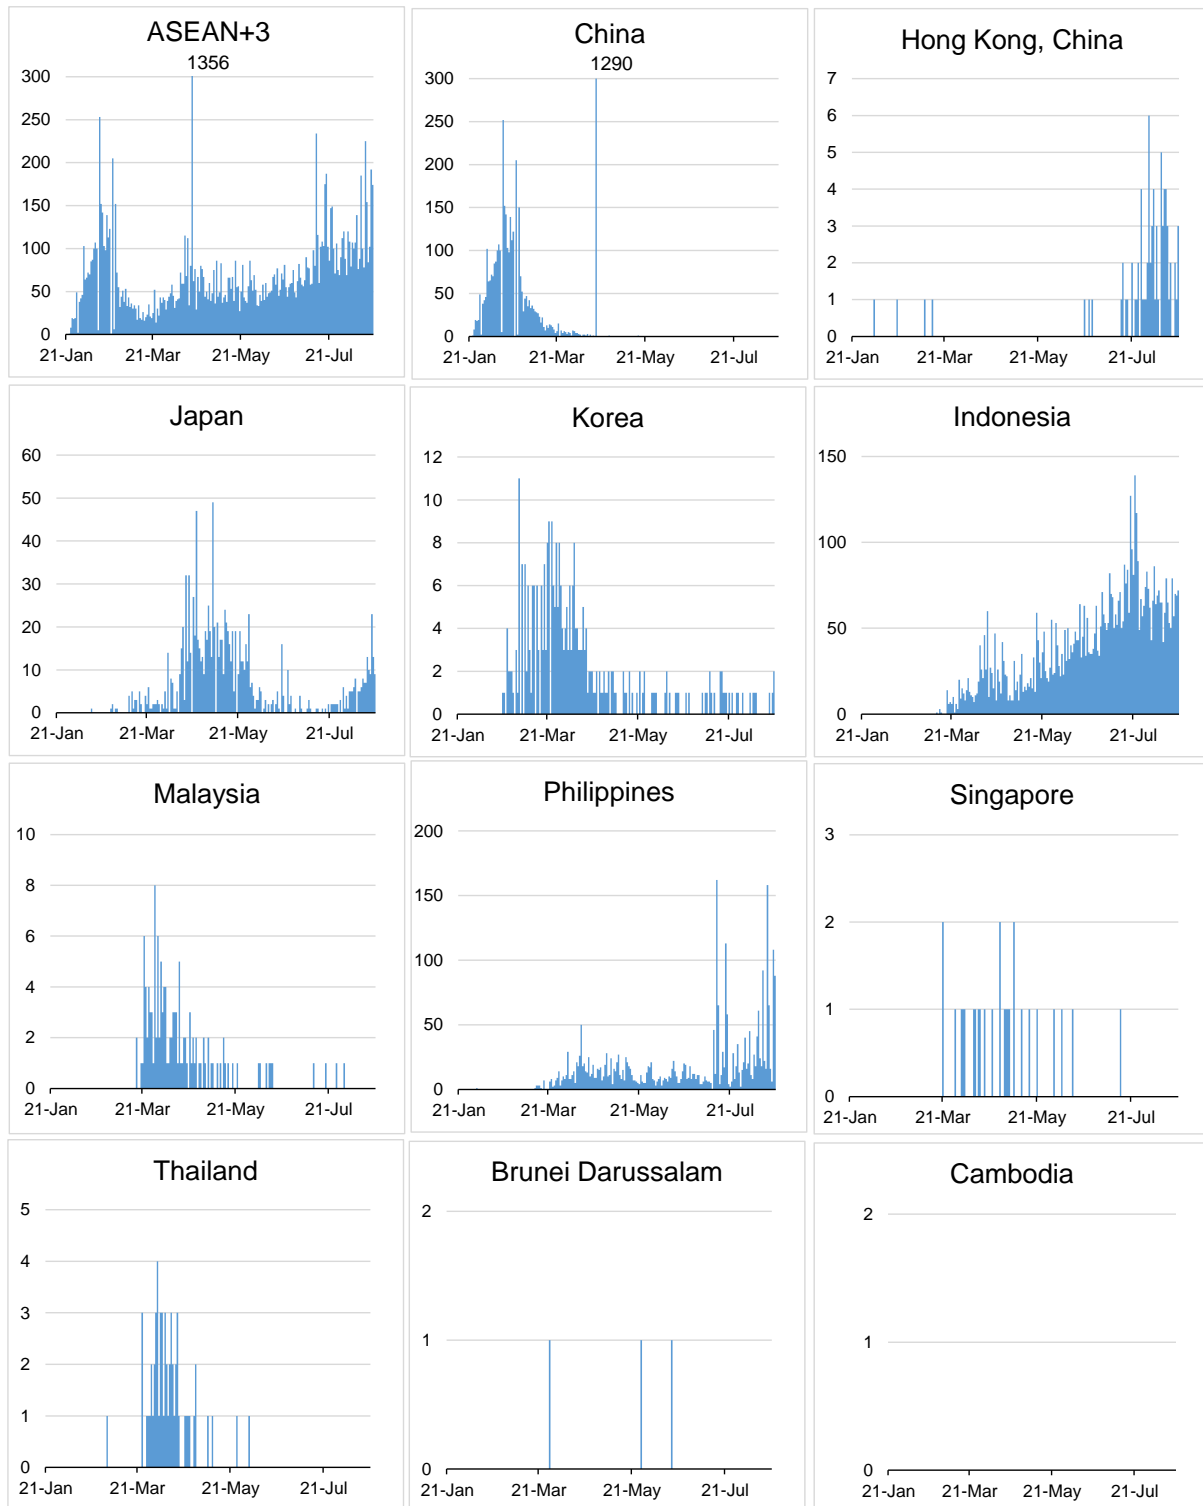 ASEAN+3
1356
300
250
200
150
100
50
0
21-Jan 21-Mar 21-May 21-Jul
China
1290
300
250
200
150
100
50
0
21-Jan 21-Mar 21-May 21-Jul
Hong Kong, China
7
6
5
4
3
2
1
0
21-Jan 21-Mar 21-May 21-Jul
Japan
60
50
40
30
20
10
0
21-Jan 21-Mar 21-May 21-Jul
Korea
12
10
8
6
4
2
0
21-Jan 21-Mar 21-May 21-Jul
Indonesia
150
100
50
0
21-Jan 21-Mar 21-May 21-Jul
Malaysia
10
8
6
4
2
0
21-Jan 21-Mar 21-May 21-Jul
Philippines
200
150
100
50
0
21-Jan 21-Mar 21-May 21-Jul
Singapore
3
2
1
0
21-Jan 21-Mar 21-May 21-Jul
Thailand
5
4
3
2
1
0
21-Jan 21-Mar 21-May 21-Jul
Brunei Darussalam
2
1
0
21-Jan 21-Mar 21-May 21-Jul
Cambodia
2
1
0
21-Jan 21-Mar 21-May 21-Jul